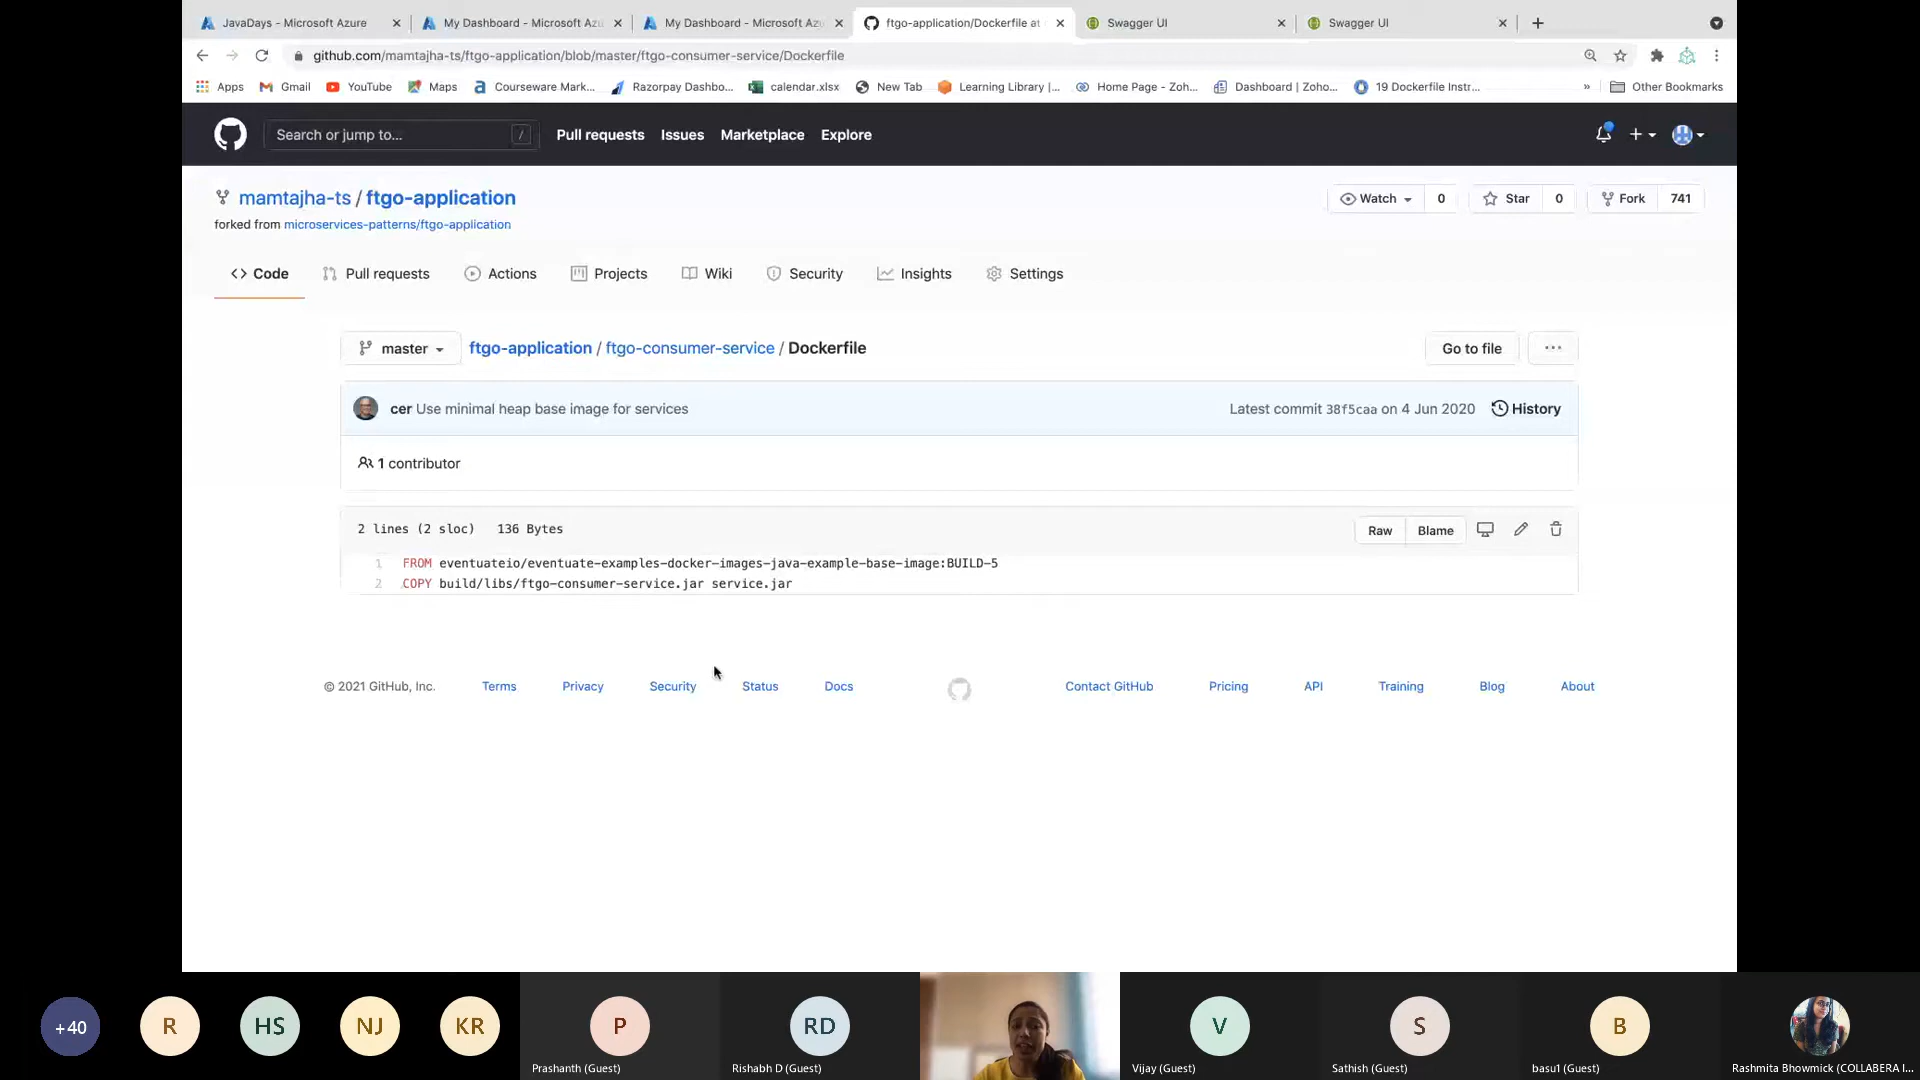 JavaDays - Microsoft Azure
My Dashboard - Microsoft Azu
My Dashboard - Microsoft Azu
ftgo-application/Dockerfile at
Swagger UI
Swagger UI
github.com/mamtajha-ts/ftgo-application/blob/master/ftgo-consumer-service/Dockerfile
Apps Gmail YouTube Maps Courseware Mark... Razorpay Dashbo... calendar.xlsx New Tab Learning Library |... Home Page - Zoh... Dashboard | Zoho... 19 Dockerfile Instr... » Other Bookmarks
Search or jump to... / Pull requests Issues Marketplace Explore
mamtajha-ts / ftgo-application
Watch 0 Star 0 Fork 741
forked from microservices-patterns/ftgo-application
Code Pull requests Actions Projects Wiki Security Insights Settings
master ftgo-application / ftgo-consumer-service / Dockerfile Go to file ...
cer Use minimal heap base image for services Latest commit 38f5caa on 4 Jun 2020 History
1 contributor
2 lines (2 sloc) 136 Bytes Raw Blame
1 FROM eventuateio/eventuate-examples-docker-images-java-example-base-image:BUILD-5
2 COPY build/libs/ftgo-consumer-service.jar service.jar
© 2021 GitHub, Inc. Terms Privacy Security Status Docs Contact GitHub Pricing API Training Blog About
+40 R HS NJ KR P RD V S B
Prashanth (Guest) Rishabh D (Guest) Vijay (Guest) Sathish (Guest) basu1 (Guest) Rashmita Bhowmick (COLLABERA I...